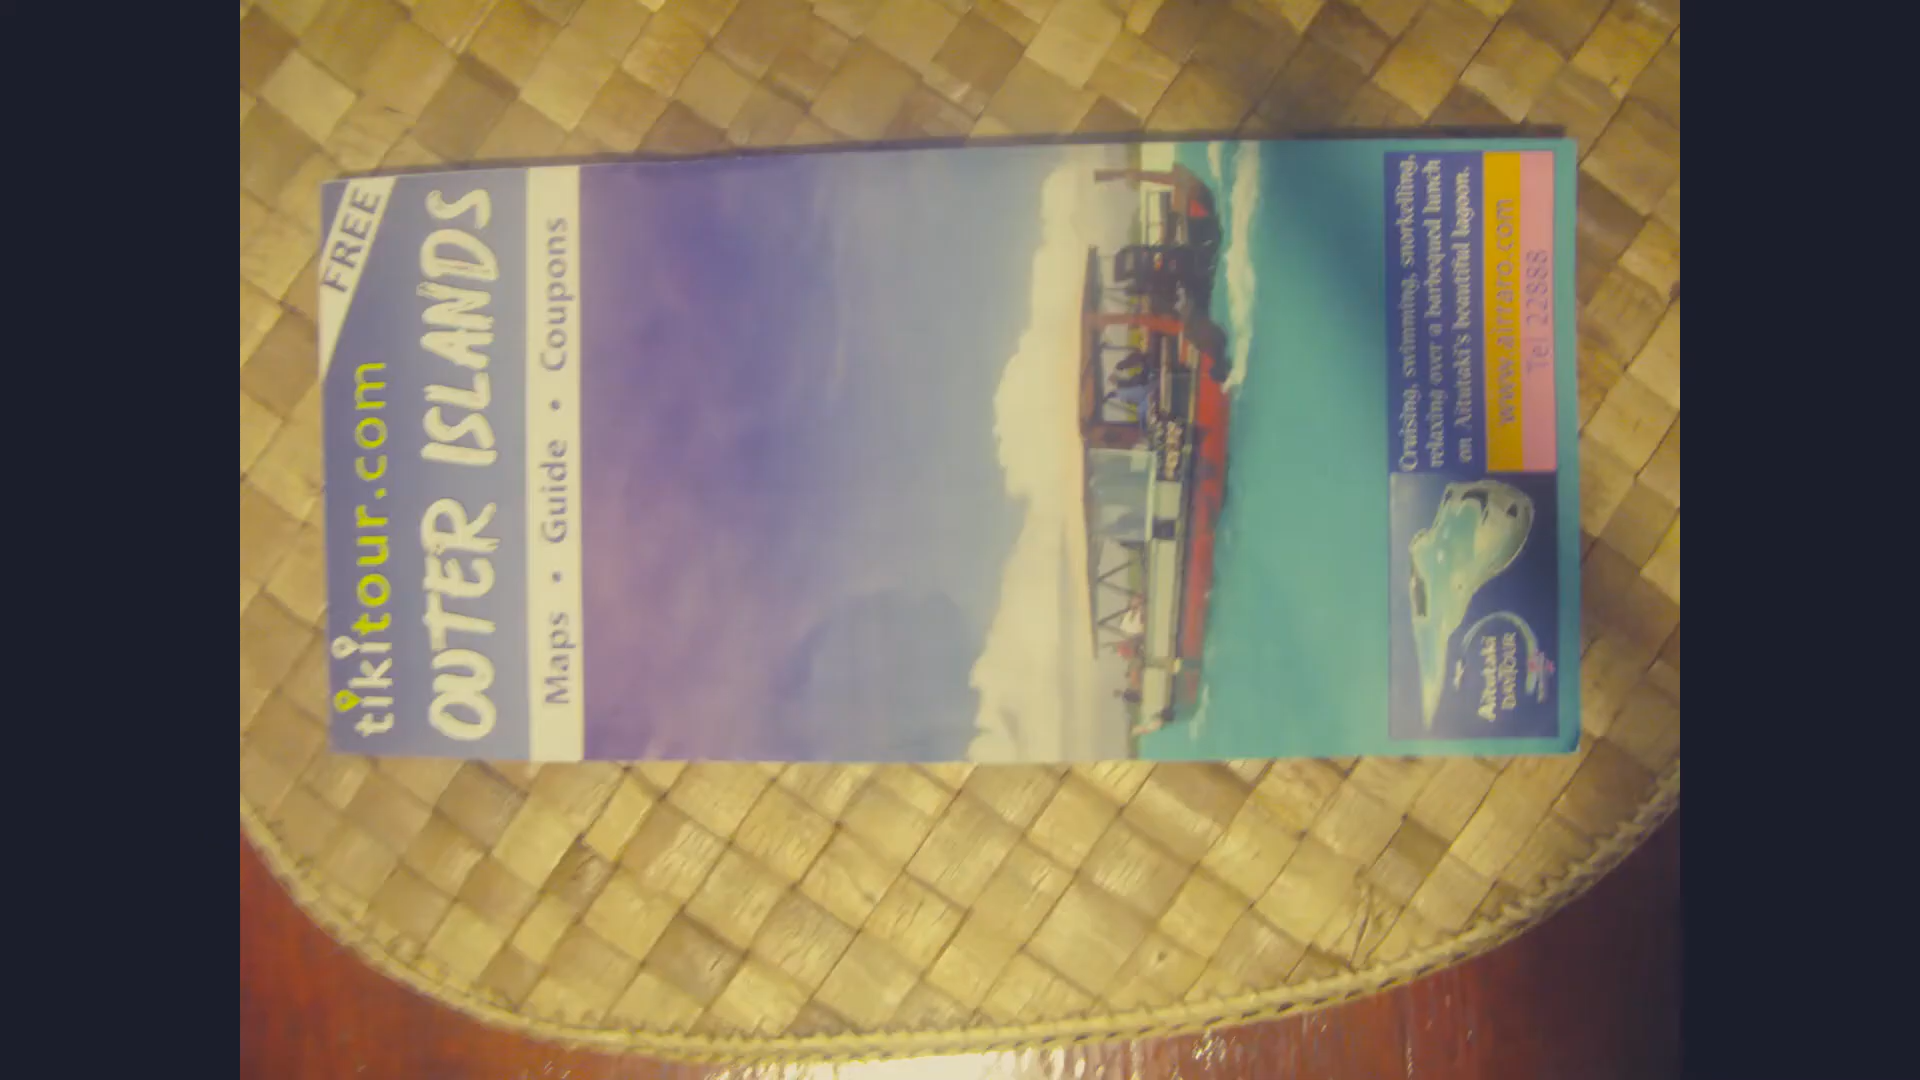 FREE
tikitour.com
OUTER ISLANDS
Maps • Guide • Coupons
Cruising, swimming, snorkelling,
relaxing over a barbequed lunch
on Aitutaki's beautiful lagoon.
www.airraro.com
Tel 22888
Aitutaki
DAYTOUR